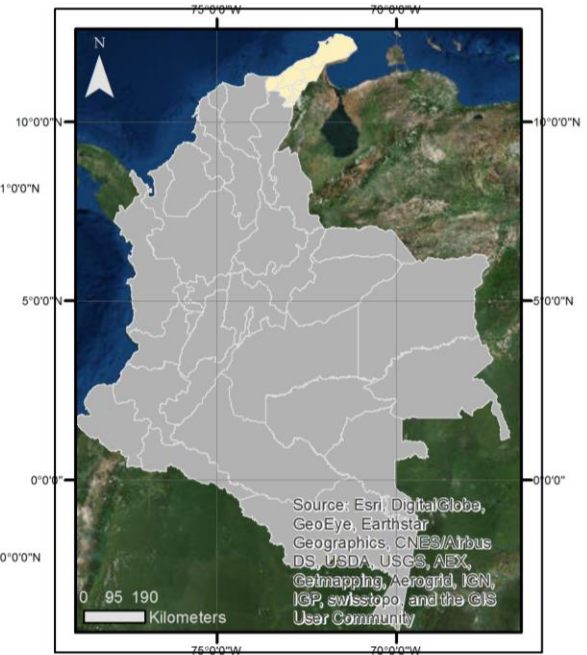 75°0'0"W 70°0'0"W
N
10°0'0"N 10°0'0"N
1°0'0"N
5°0'0"N 5°0'0"N
0°0'0" 0°0'0"
Source: Esri, DigitalGlobe,
GeoEye, Earthstar
Geographics, CNES/Airbus
DS, USDA, USGS, AEX,
Getmapping, Aerogrid, IGN,
IGP, swisstopo, and the GIS
User Community
0°0'0"N
0 95 190
Kilometers
75°0'0"W 70°0'0"W